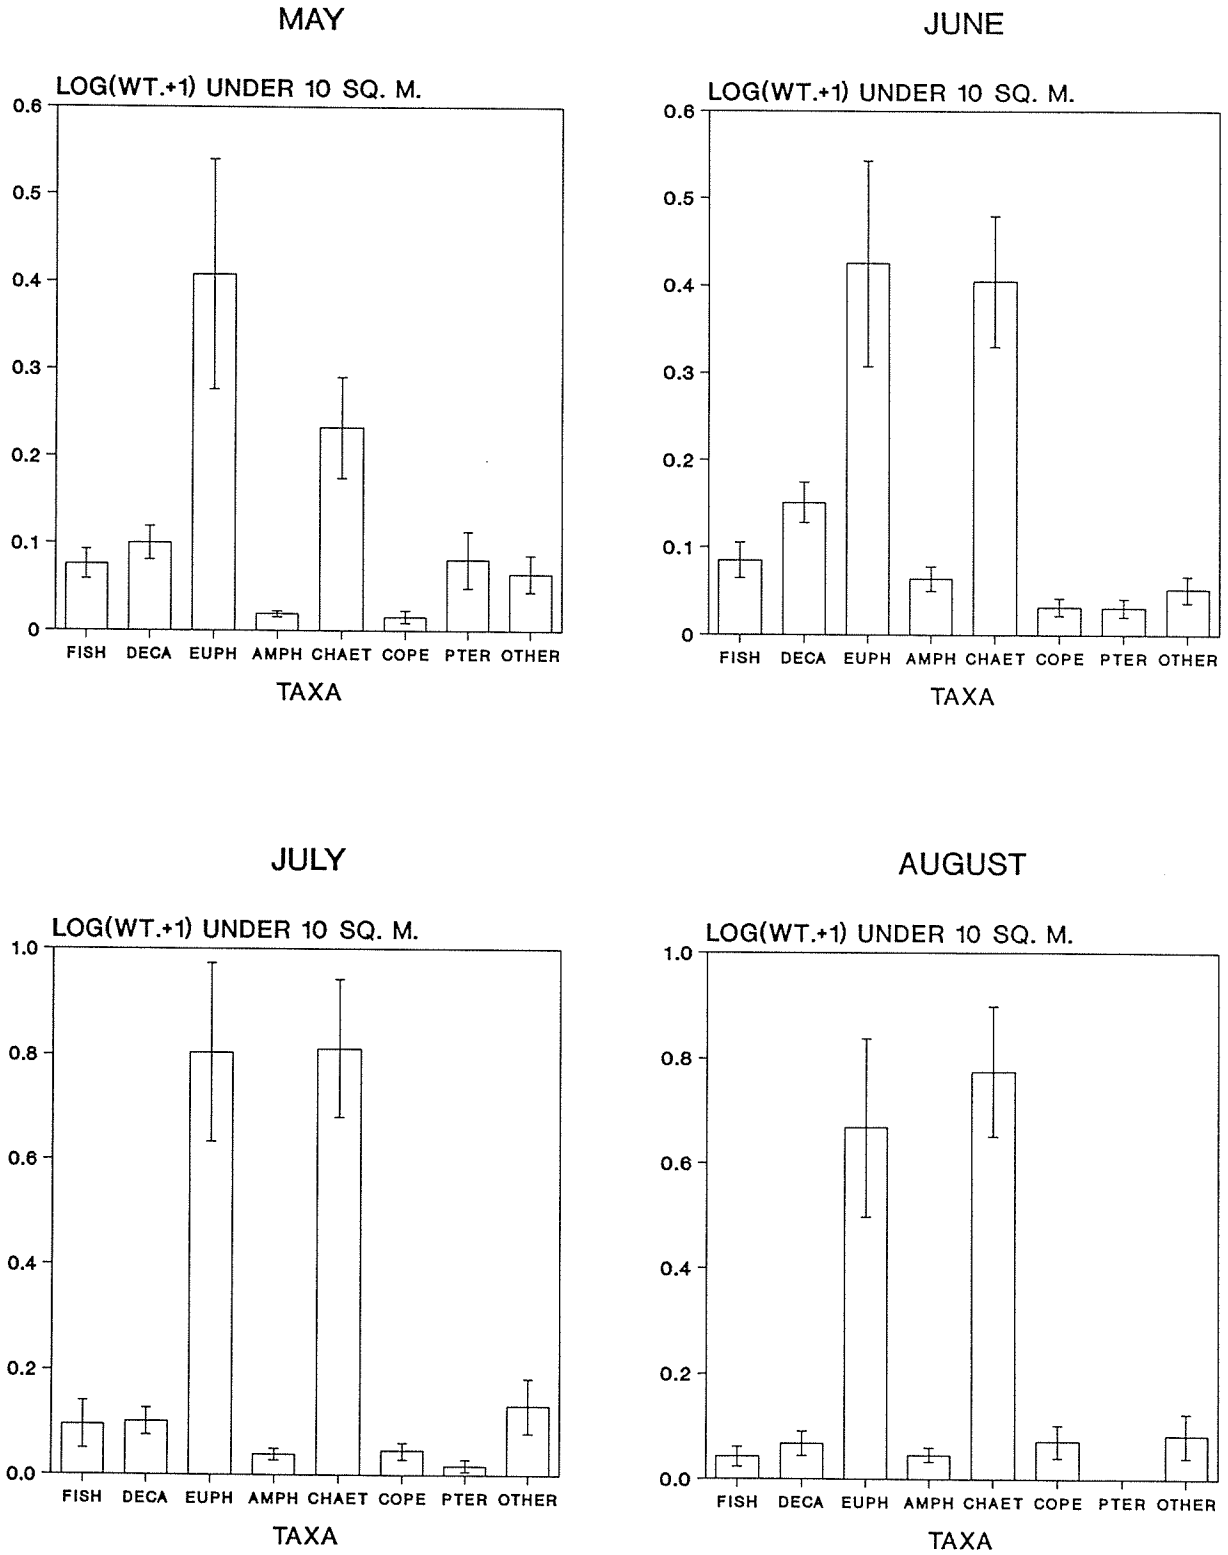 MAY
LOG(WT.+1) UNDER 10 SQ. M.
0.6
0.5
0.4
0.3
0.2
0.1
0
FISH DECA EUPH AMPH CHAET COPE PTER OTHER
TAXA
JUNE
LOG(WT.+1) UNDER 10 SQ. M.
0.6
0.5
0.4
0.3
0.2
0.1
0
FISH DECA EUPH AMPH CHAET COPE PTER OTHER
TAXA
JULY
LOG(WT.+1) UNDER 10 SQ. M.
1.0
0.8
0.6
0.4
0.2
0.0
FISH DECA EUPH AMPH CHAET COPE PTER OTHER
TAXA
AUGUST
LOG(WT.+1) UNDER 10 SQ. M.
1.0
0.8
0.6
0.4
0.2
0.0
FISH DECA EUPH AMPH CHAET COPE PTER OTHER
TAXA